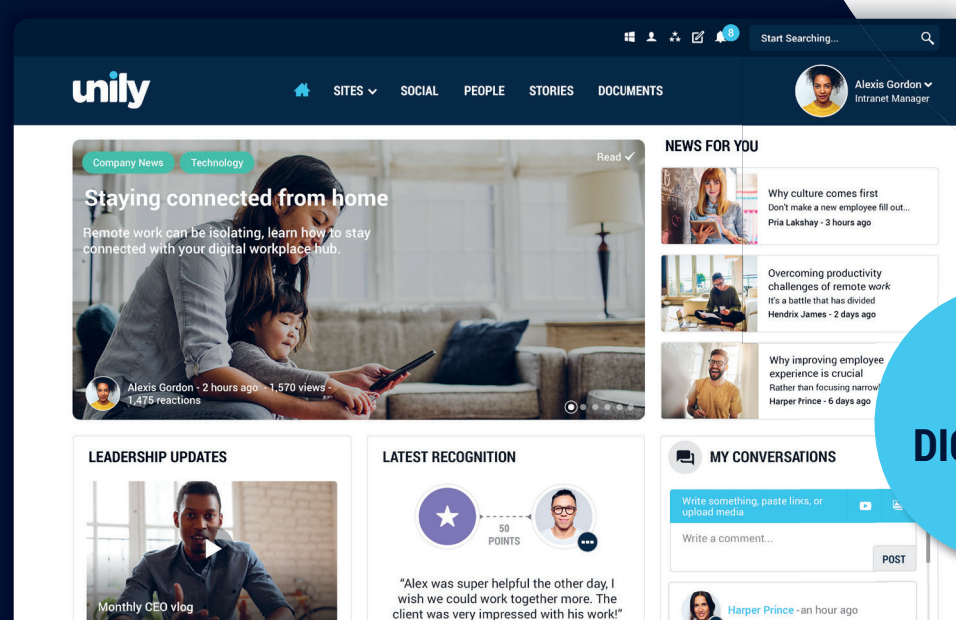 8
Start Searching...
unily
SITES
SOCIAL
PEOPLE
STORIES
DOCUMENTS
Alexis Gordon
Intranet Manager
Company News
Technology
Read
Staying connected from home
Remote work can be isolating, learn how to stay
connected with your digital workplace hub.
Alexis Gordon - 2 hours ago - 1,570 views -
1,475 reactions
NEWS FOR YOU
Why culture comes first
Don't make a new employee fill out...
Pria Lakshay - 3 hours ago
Overcoming productivity
challenges of remote work
It's a battle that has divided
Hendrix James - 2 days ago
Why improving employee
experience is crucial
Rather than focusing narrowl
Harper Prince - 6 days ago
DIG
LEADERSHIP UPDATES
Monthly CEO vlog
LATEST RECOGNITION
50
POINTS
"Alex was super helpful the other day, I
wish we could work together more. The
client was very impressed with his work!"
MY CONVERSATIONS
Write something, paste links, or
upload media
Write a comment...
POST
Harper Prince - an hour ago